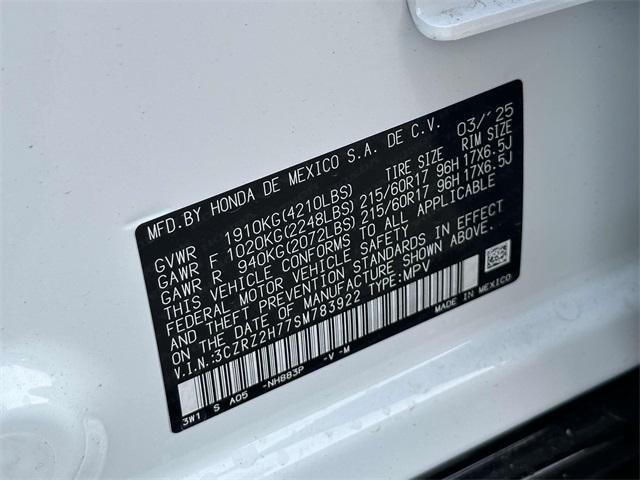 MFD.BY HONDA DE MEXICO S.A. DE C.V. 03/'25
TIRE SIZE RIM SIZE
GVWR 1910KG(4210LBS)
GAWR F 1020KG(2248LBS) 215/60R17 96H 17X6.5J
GAWR R 940KG(2072LBS) 215/60R17 96H 17X6.5J
THIS VEHICLE CONFORMS TO ALL APPLICABLE
FEDERAL MOTOR VEHICLE SAFETY
AND THEFT PREVENTION STANDARDS IN EFFECT
ON THE DATE OF MANUFACTURE SHOWN ABOVE.
V.I.N.:3CZRZ2H77SM783922 TYPE:MPV
MADE IN MEXICO
3W1 S A05 -NH883P -V -M